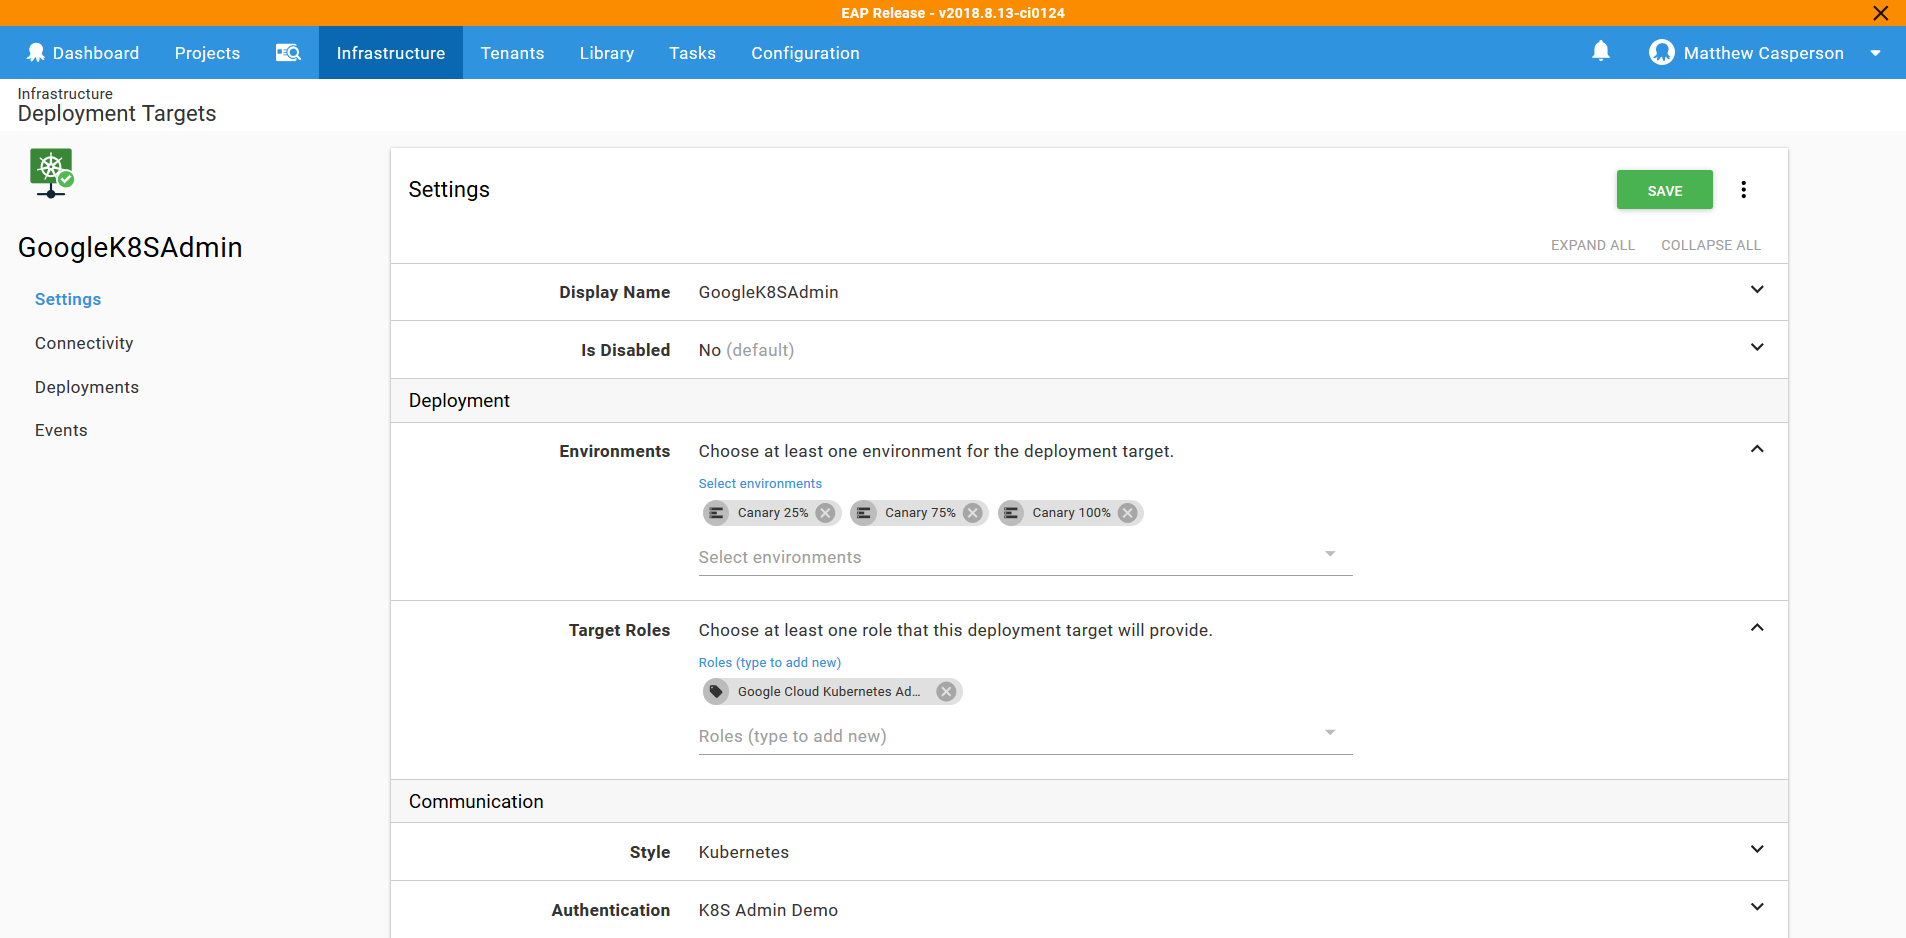 EAP Release - v2018.8.13-ci0124
Dashboard Projects Infrastructure Tenants Library Tasks Configuration Matthew Casperson
Infrastructure
Deployment Targets
GoogleK8SAdmin
Settings
Connectivity
Deployments
Events
Settings
SAVE
EXPAND ALL COLLAPSE ALL
Display Name GoogleK8SAdmin
Is Disabled No (default)
Deployment
Environments Choose at least one environment for the deployment target.
Select environments
Canary 25% Canary 75% Canary 100%
Select environments
Target Roles Choose at least one role that this deployment target will provide.
Roles (type to add new)
Google Cloud Kubernetes Ad...
Roles (type to add new)
Communication
Style Kubernetes
Authentication K8S Admin Demo